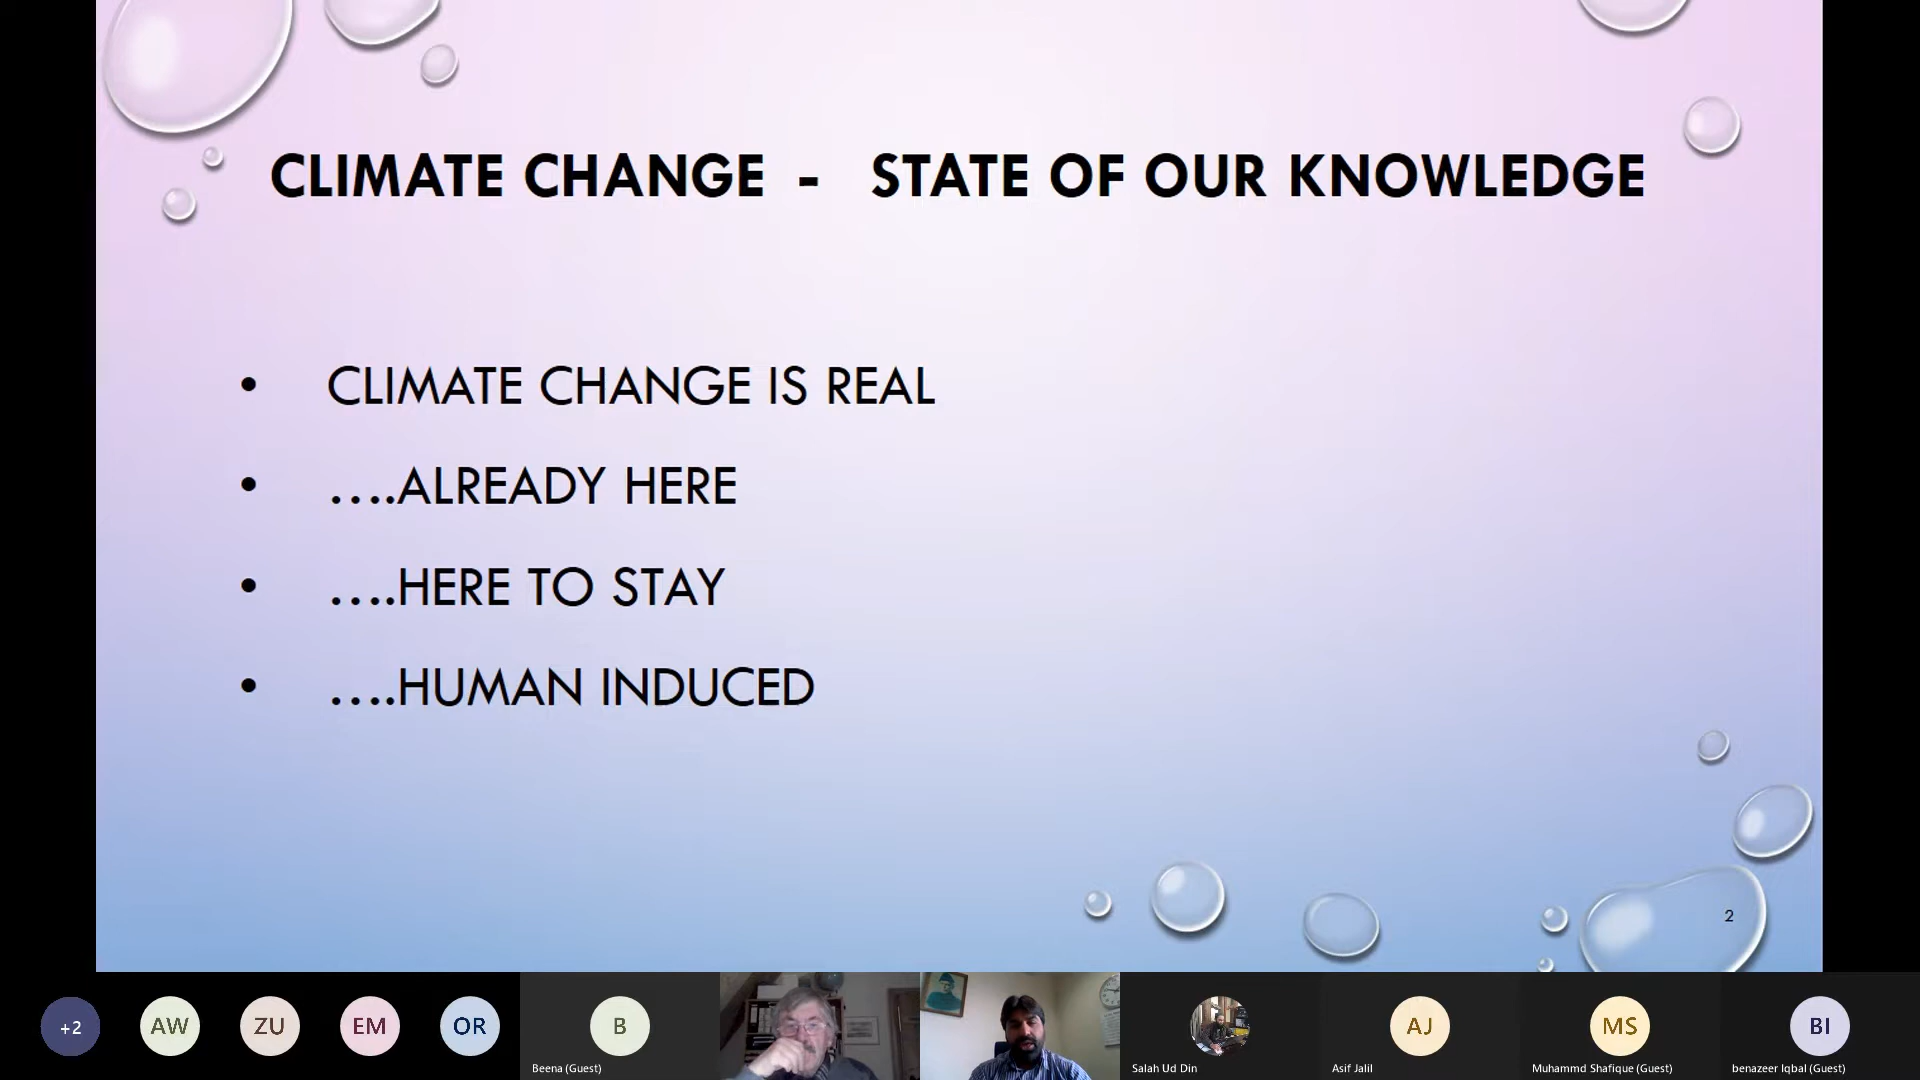 CLIMATE CHANGE - STATE OF OUR KNOWLEDGE
• CLIMATE CHANGE IS REAL
• ....ALREADY HERE
• ....HERE TO STAY
• ....HUMAN INDUCED
2
+2
AW
ZU
EM
OR
B
Beena (Guest)
Salah Ud Din
AJ
Asif Jalil
MS
Muhammd Shafique (Guest)
BI
benazeer Iqbal (Guest)